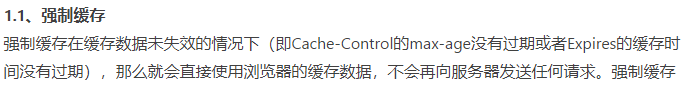 1.1、强制缓存
强制缓存在缓存数据未失效的情况下（即Cache-Control的max-age没有过期或者Expires的缓存时
间没有过期），那么就会直接使用浏览器的缓存数据，不会再向服务器发送任何请求。强制缓存